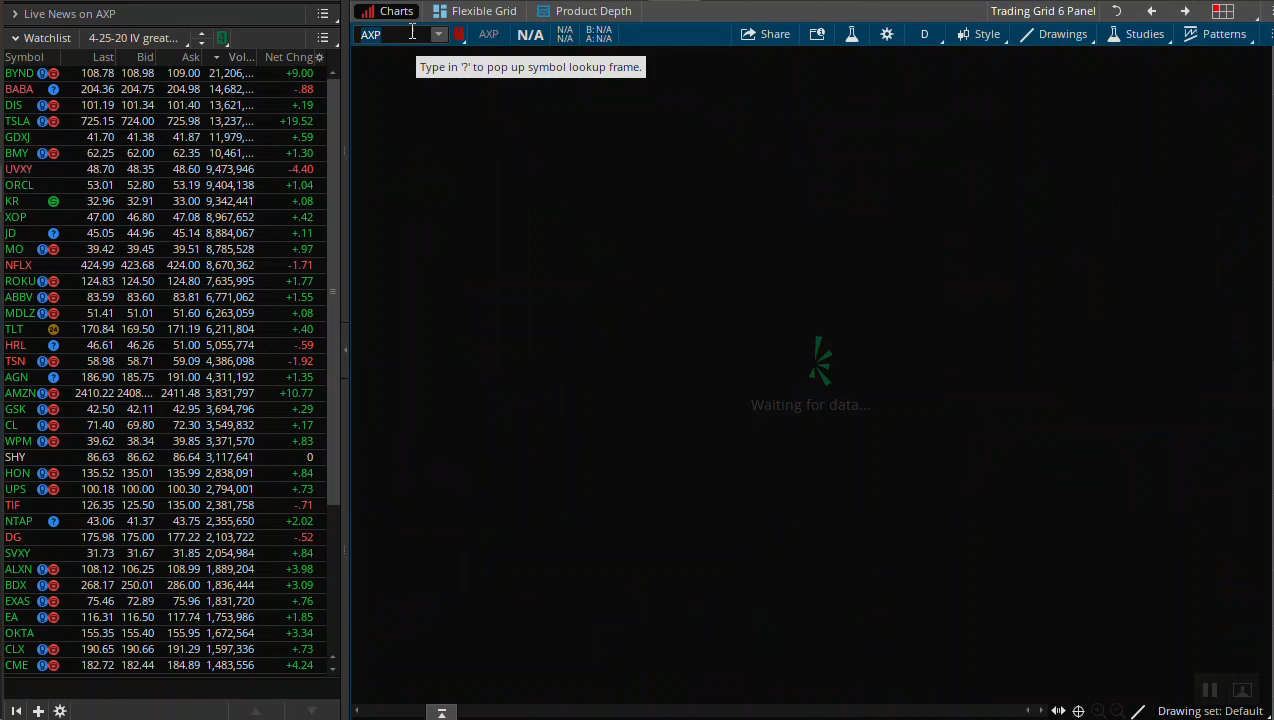 Live News on AXP
Charts Flexible Grid Product Depth Trading Grid 6 Panel
Watchlist 4-25-20 IV great... 4
AXP AXP N/A N/A N/A B: N/A A: N/A Share D Style Drawings Studies Patterns
Type in '?' to pop up symbol lookup frame.
Symbol Last Bid Ask Vol... Net Chng
BYND 108.78 108.98 109.00 21,206,... +9.00
BABA 204.36 204.75 204.98 14,682,... -.88
DIS 101.19 101.34 101.40 13,621,... +.19
TSLA 725.15 724.00 725.98 13,237,... +19.52
GDXJ 41.70 41.38 41.87 11,979,... +.59
BMY 62.25 62.00 62.35 10,461,... +1.30
UVXY 48.70 48.35 48.60 9,473,946 -4.40
ORCL 53.01 52.80 53.19 9,404,138 +1.04
KR 32.96 32.91 33.00 9,342,441 +.08
XOP 47.00 46.80 47.08 8,967,652 +.42
JD 45.05 44.96 45.14 8,884,067 +.11
MO 39.42 39.45 39.51 8,785,528 +.97
NFLX 424.99 423.68 424.00 8,670,362 -1.71
ROKU 124.83 124.50 124.80 7,635,995 +1.77
ABBV 83.59 83.60 83.81 6,771,062 +1.55
MDLZ 51.41 51.01 51.60 6,263,059 +.08
TLT 170.84 169.50 171.19 6,211,804 +.40
HRL 46.61 46.26 51.00 5,055,774 -.59
TSN 58.98 58.71 59.09 4,386,098 -1.92
AGN 186.90 185.75 191.00 4,311,192 +1.35
AMZN 2410.22 2408.... 2411.48 3,831,797 +10.77
GSK 42.50 42.11 42.95 3,694,796 +.29
CL 71.40 69.80 72.30 3,549,832 +.17
WPM 39.62 38.34 39.85 3,371,570 +.83
SHY 86.63 86.62 86.64 3,117,641 0
HON 135.52 135.01 135.99 2,838,091 +.84
UPS 100.18 100.00 100.30 2,794,001 +.73
TIF 126.35 125.50 135.00 2,381,758 -.71
NTAP 43.06 41.37 43.75 2,355,650 +2.02
DG 175.98 175.00 177.22 2,103,722 -.52
SVXY 31.73 31.67 31.85 2,054,984 +.84
ALXN 108.12 106.25 108.99 1,889,204 +3.98
BDX 268.17 250.01 286.00 1,836,444 +3.09
EXAS 75.46 72.89 75.96 1,831,720 +.76
EA 116.31 116.50 117.74 1,753,986 +1.85
OKTA 155.35 155.40 155.95 1,672,564 +3.34
CLX 190.65 190.66 191.29 1,597,336 +.73
CME 182.72 182.44 184.89 1,483,556 +4.24
Waiting for data...
Drawing set: Default